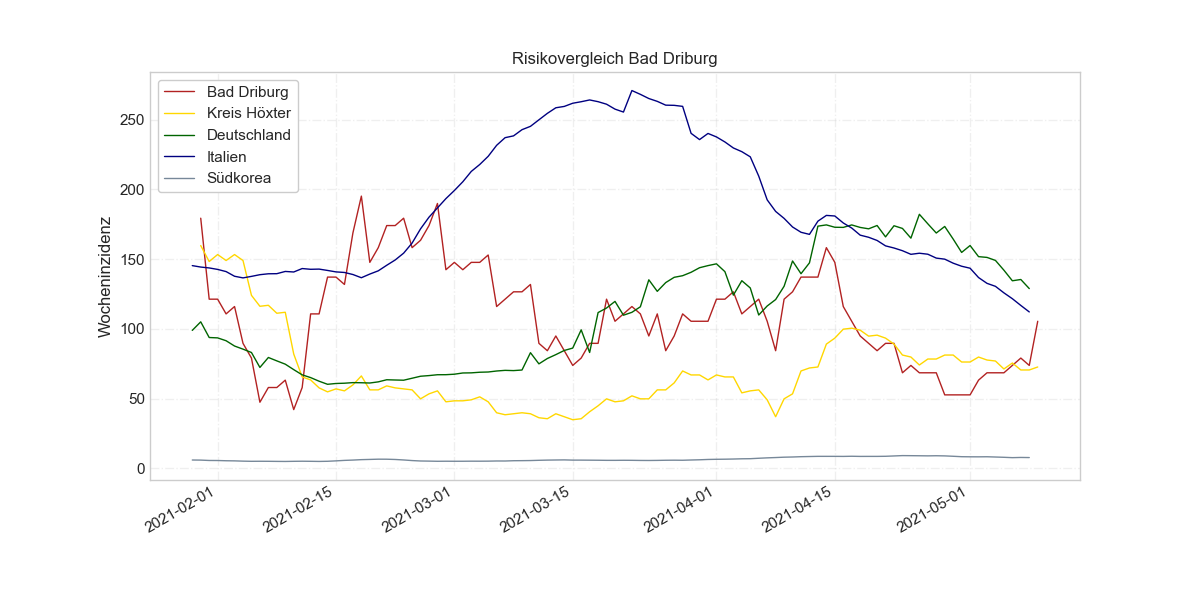 Risikovergleich Bad Driburg
Bad Driburg
Kreis Höxter
Deutschland
Italien
Südkorea
Wocheninzidenz
250
200
150
100
50
0
2021-02-01
2021-02-15
2021-03-01
2021-03-15
2021-04-01
2021-04-15
2021-05-01